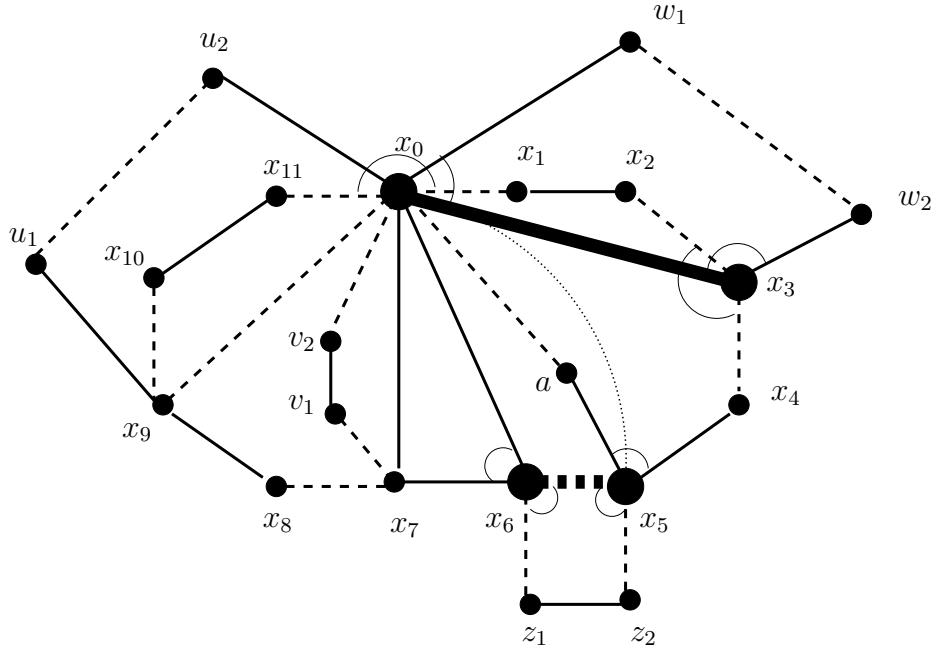 w₁
u₂
x₀
x₁
x₂
x₁₁
w₂
u₁
x₁₀
x₃
v₂
a
x₄
v₁
x₉
x₈
x₇
x₆
x₅
z₁
z₂